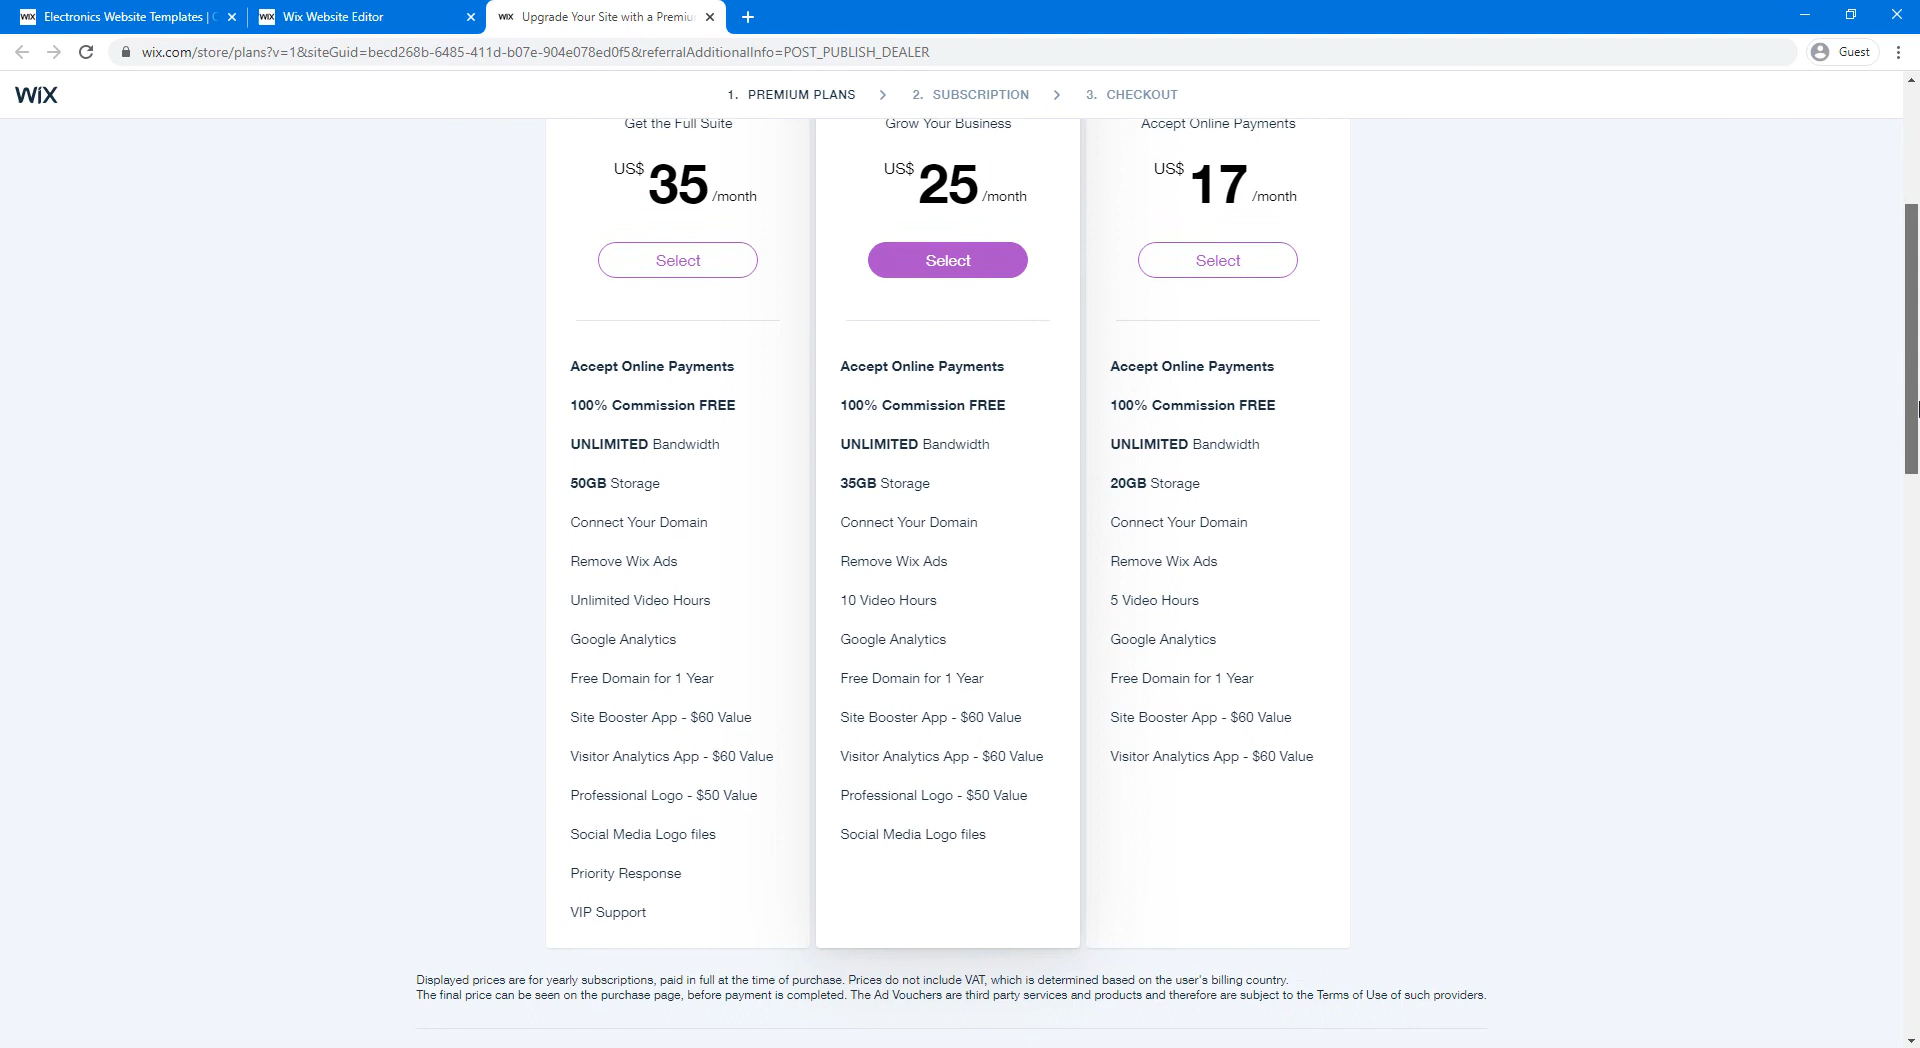 WIX Electronics Website Templates |
WIX Wix Website Editor
WIX Upgrade Your Site with a Premiu
wix.com/store/plans?v=1&siteGuid=becd268b-6485-411d-b07e-904e078ed0f5&referralAdditionalInfo=POST_PUBLISH_DEALER
Guest
WIX
1. PREMIUM PLANS
2. SUBSCRIPTION
3. CHECKOUT
Get the Full Suite
US$ 35 /month
Select
Accept Online Payments
100% Commission FREE
UNLIMITED Bandwidth
50GB Storage
Connect Your Domain
Remove Wix Ads
Unlimited Video Hours
Google Analytics
Free Domain for 1 Year
Site Booster App - $60 Value
Visitor Analytics App - $60 Value
Professional Logo - $50 Value
Social Media Logo files
Priority Response
VIP Support
Grow Your Business
US$ 25 /month
Select
Accept Online Payments
100% Commission FREE
UNLIMITED Bandwidth
35GB Storage
Connect Your Domain
Remove Wix Ads
10 Video Hours
Google Analytics
Free Domain for 1 Year
Site Booster App - $60 Value
Visitor Analytics App - $60 Value
Professional Logo - $50 Value
Social Media Logo files
Accept Online Payments
US$ 17 /month
Select
Accept Online Payments
100% Commission FREE
UNLIMITED Bandwidth
20GB Storage
Connect Your Domain
Remove Wix Ads
5 Video Hours
Google Analytics
Free Domain for 1 Year
Site Booster App - $60 Value
Visitor Analytics App - $60 Value
Displayed prices are for yearly subscriptions, paid in full at the time of purchase. Prices do not include VAT, which is determined based on the user's billing country.
The final price can be seen on the purchase page, before payment is completed. The Ad Vouchers are third party services and products and therefore are subject to the Terms of Use of such providers.